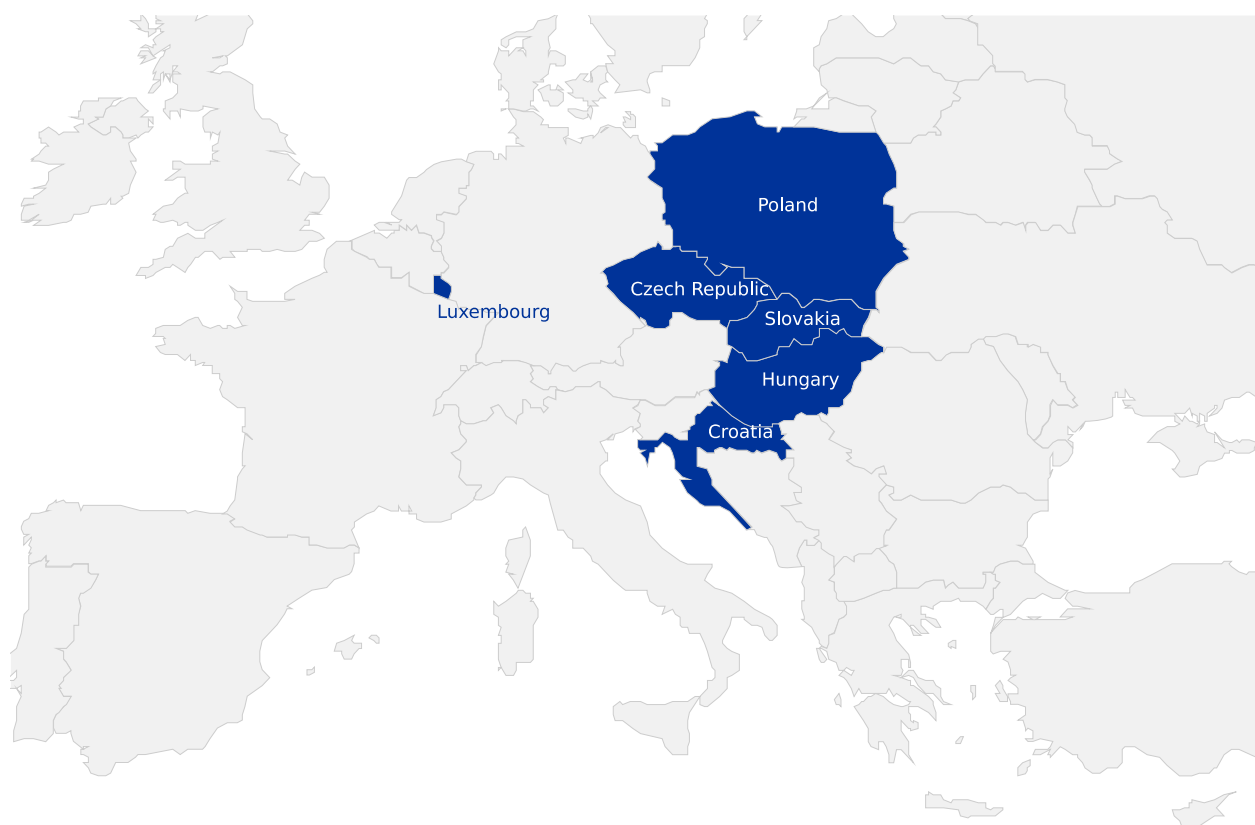 Poland
Czech Republic
Luxembourg
Slovakia
Hungary
Croatia